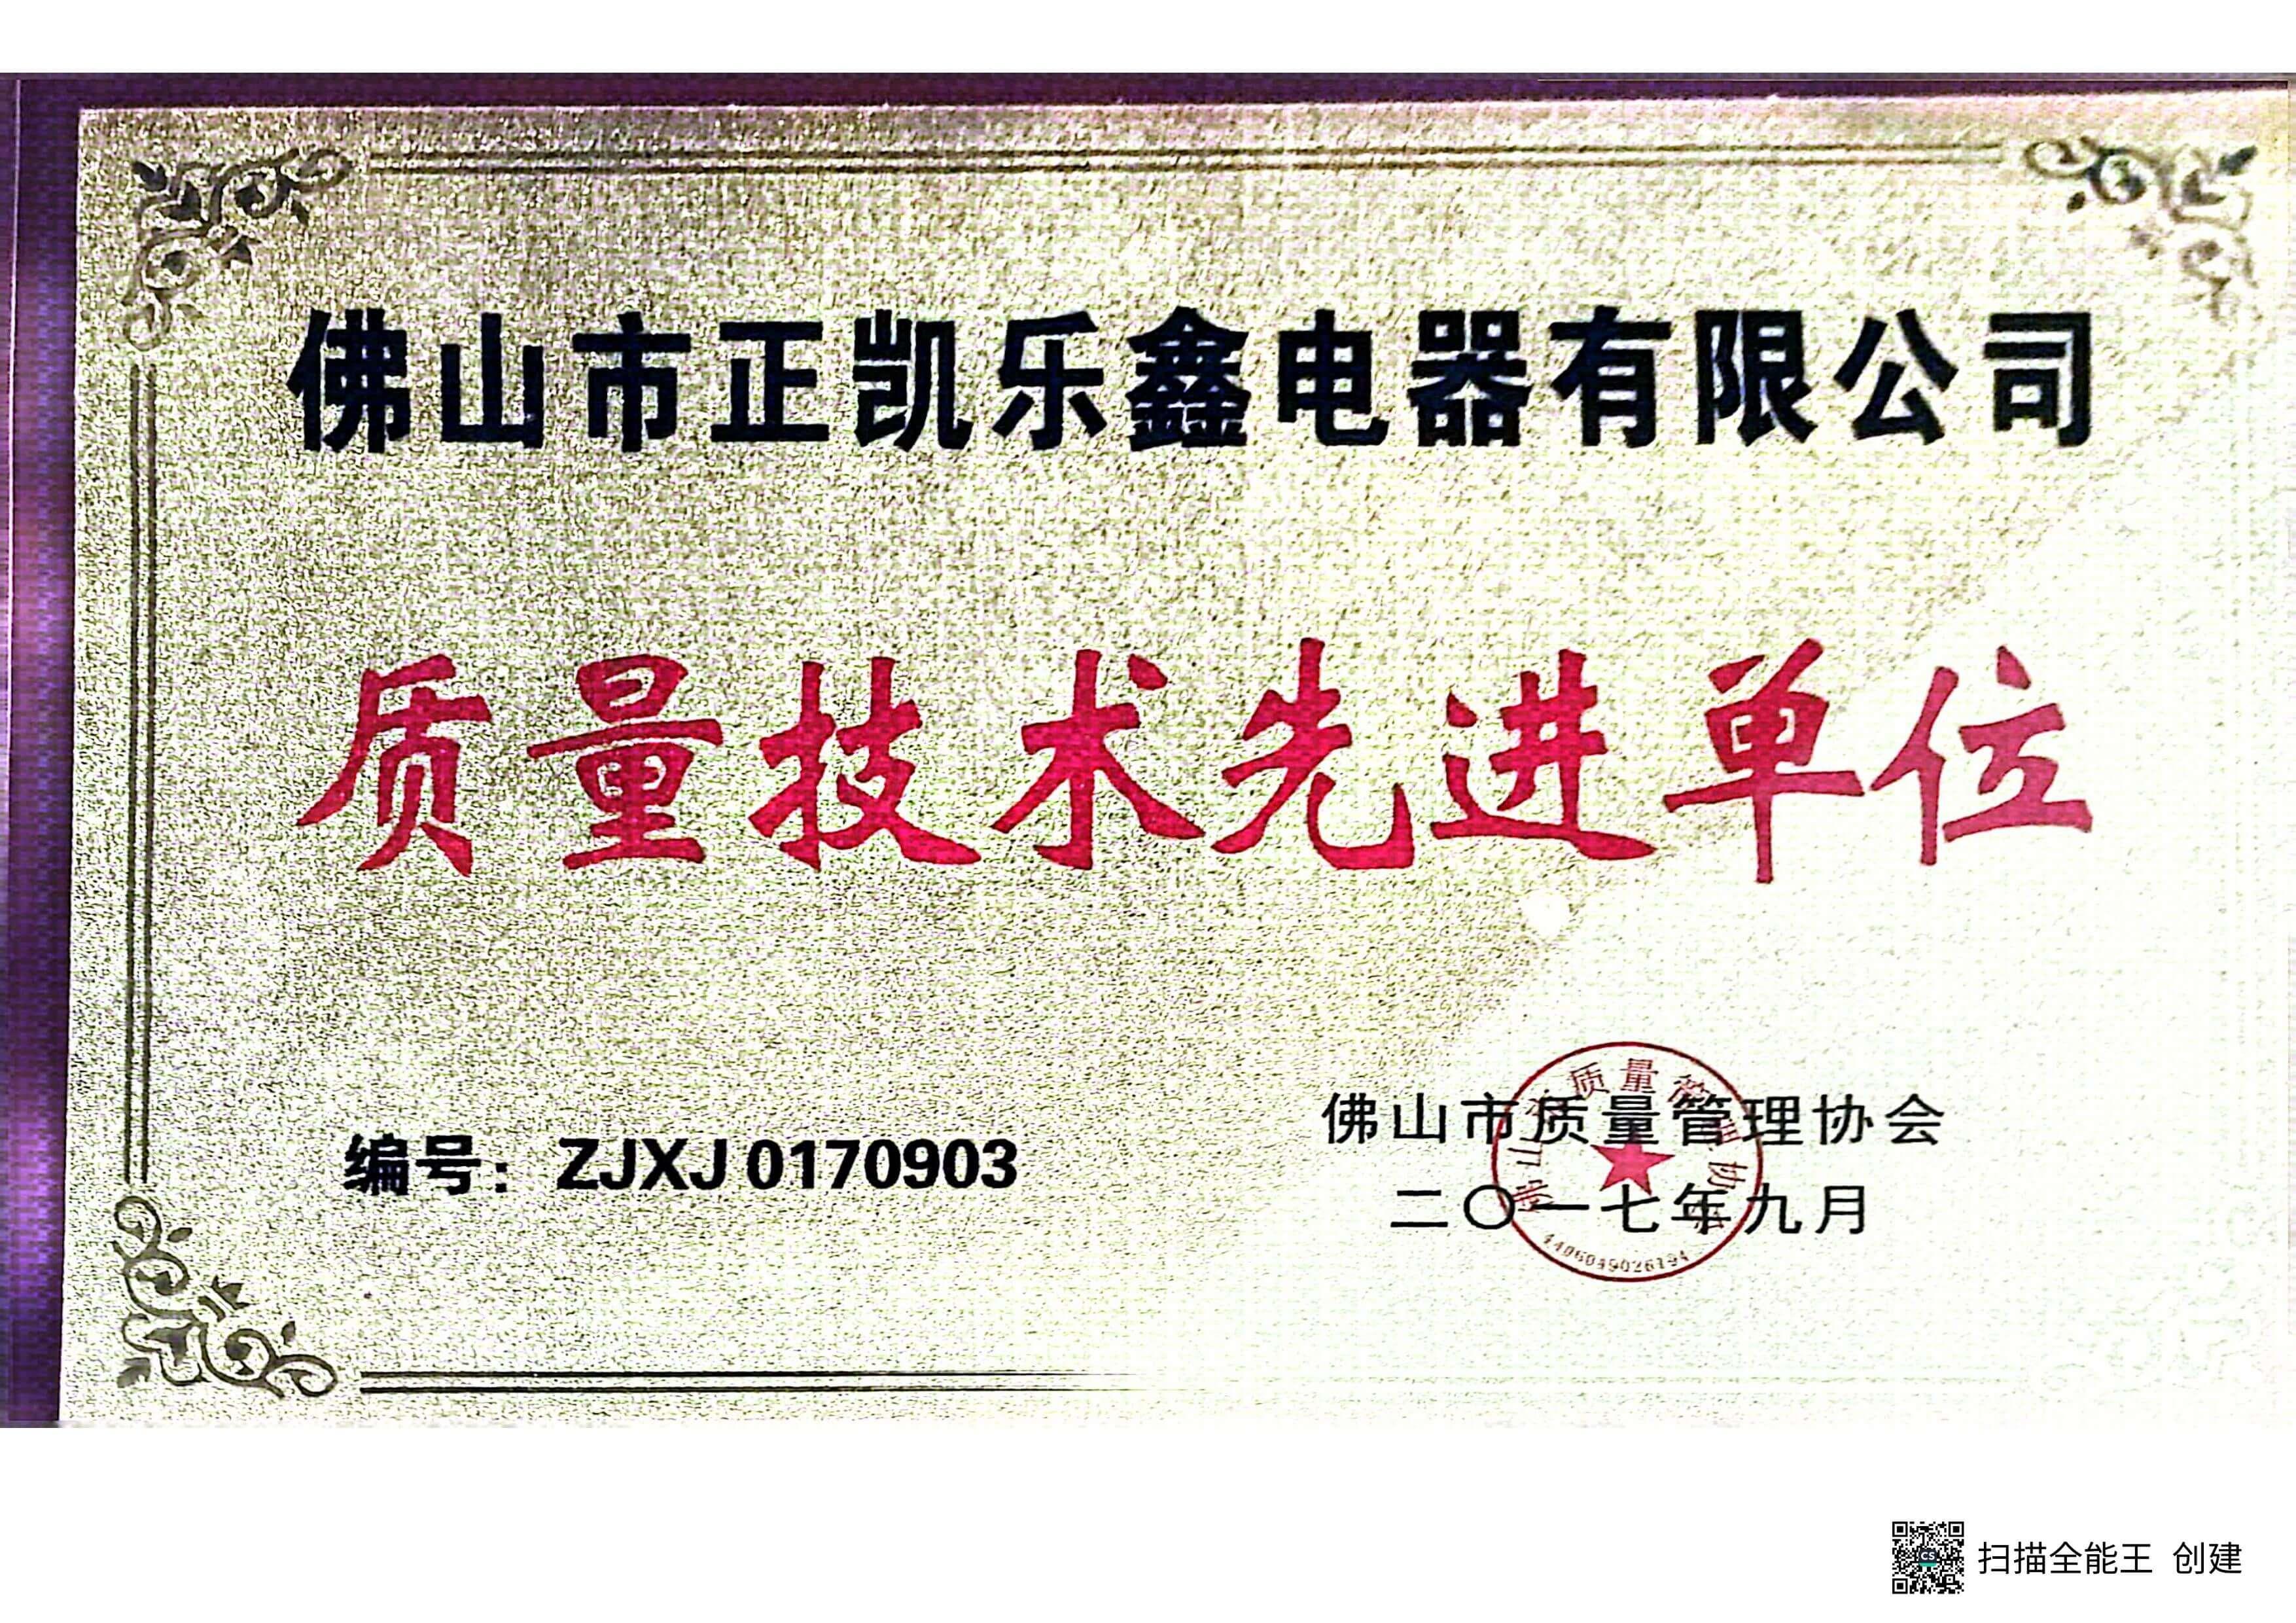 佛山市正凯乐鑫电器有限公司
质量技术先进单位
编号：ZJXJ 0170903
佛山市质量管理协会
二〇一七年九月
4406049026194
扫描全能王 创建